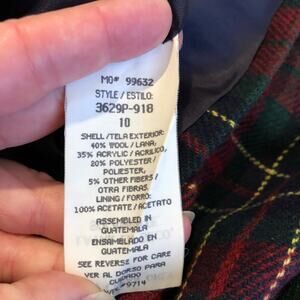 MO# 99632
STYLE / ESTILO:
3629P-918
10
SHELL /TELA EXTERIOR:
40% WOOL / LANA,
35% ACRYLIC / ACRILICO,
20% POLYESTER/
POLIESTER,
5% OTHER FIBERS /
OTRA FIBRAS.
LINING / FORRO:
100% ACETATE / ACETATO
ASSEMBLED IN
GUATEMALA
ENSAMBLADO EN
GUATEMALA
SEE REVERSE FOR CARE
VER AL DORSO PARA
CUIDADO
#9714